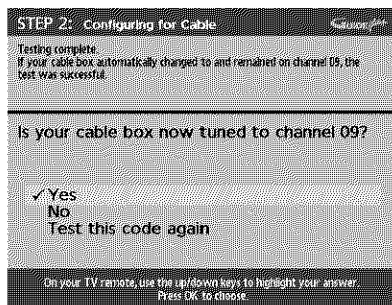 STEP 2: Configuring for Cable
Testing complete.
If your cable box automatically changed to and remained on channel 09, the
test was successful.
Is your cable box now tuned to channel 09?
✓ Yes
No
Test this code again
On your TV remote, use the up/down keys to highlight your answer.
Press OK to choose.